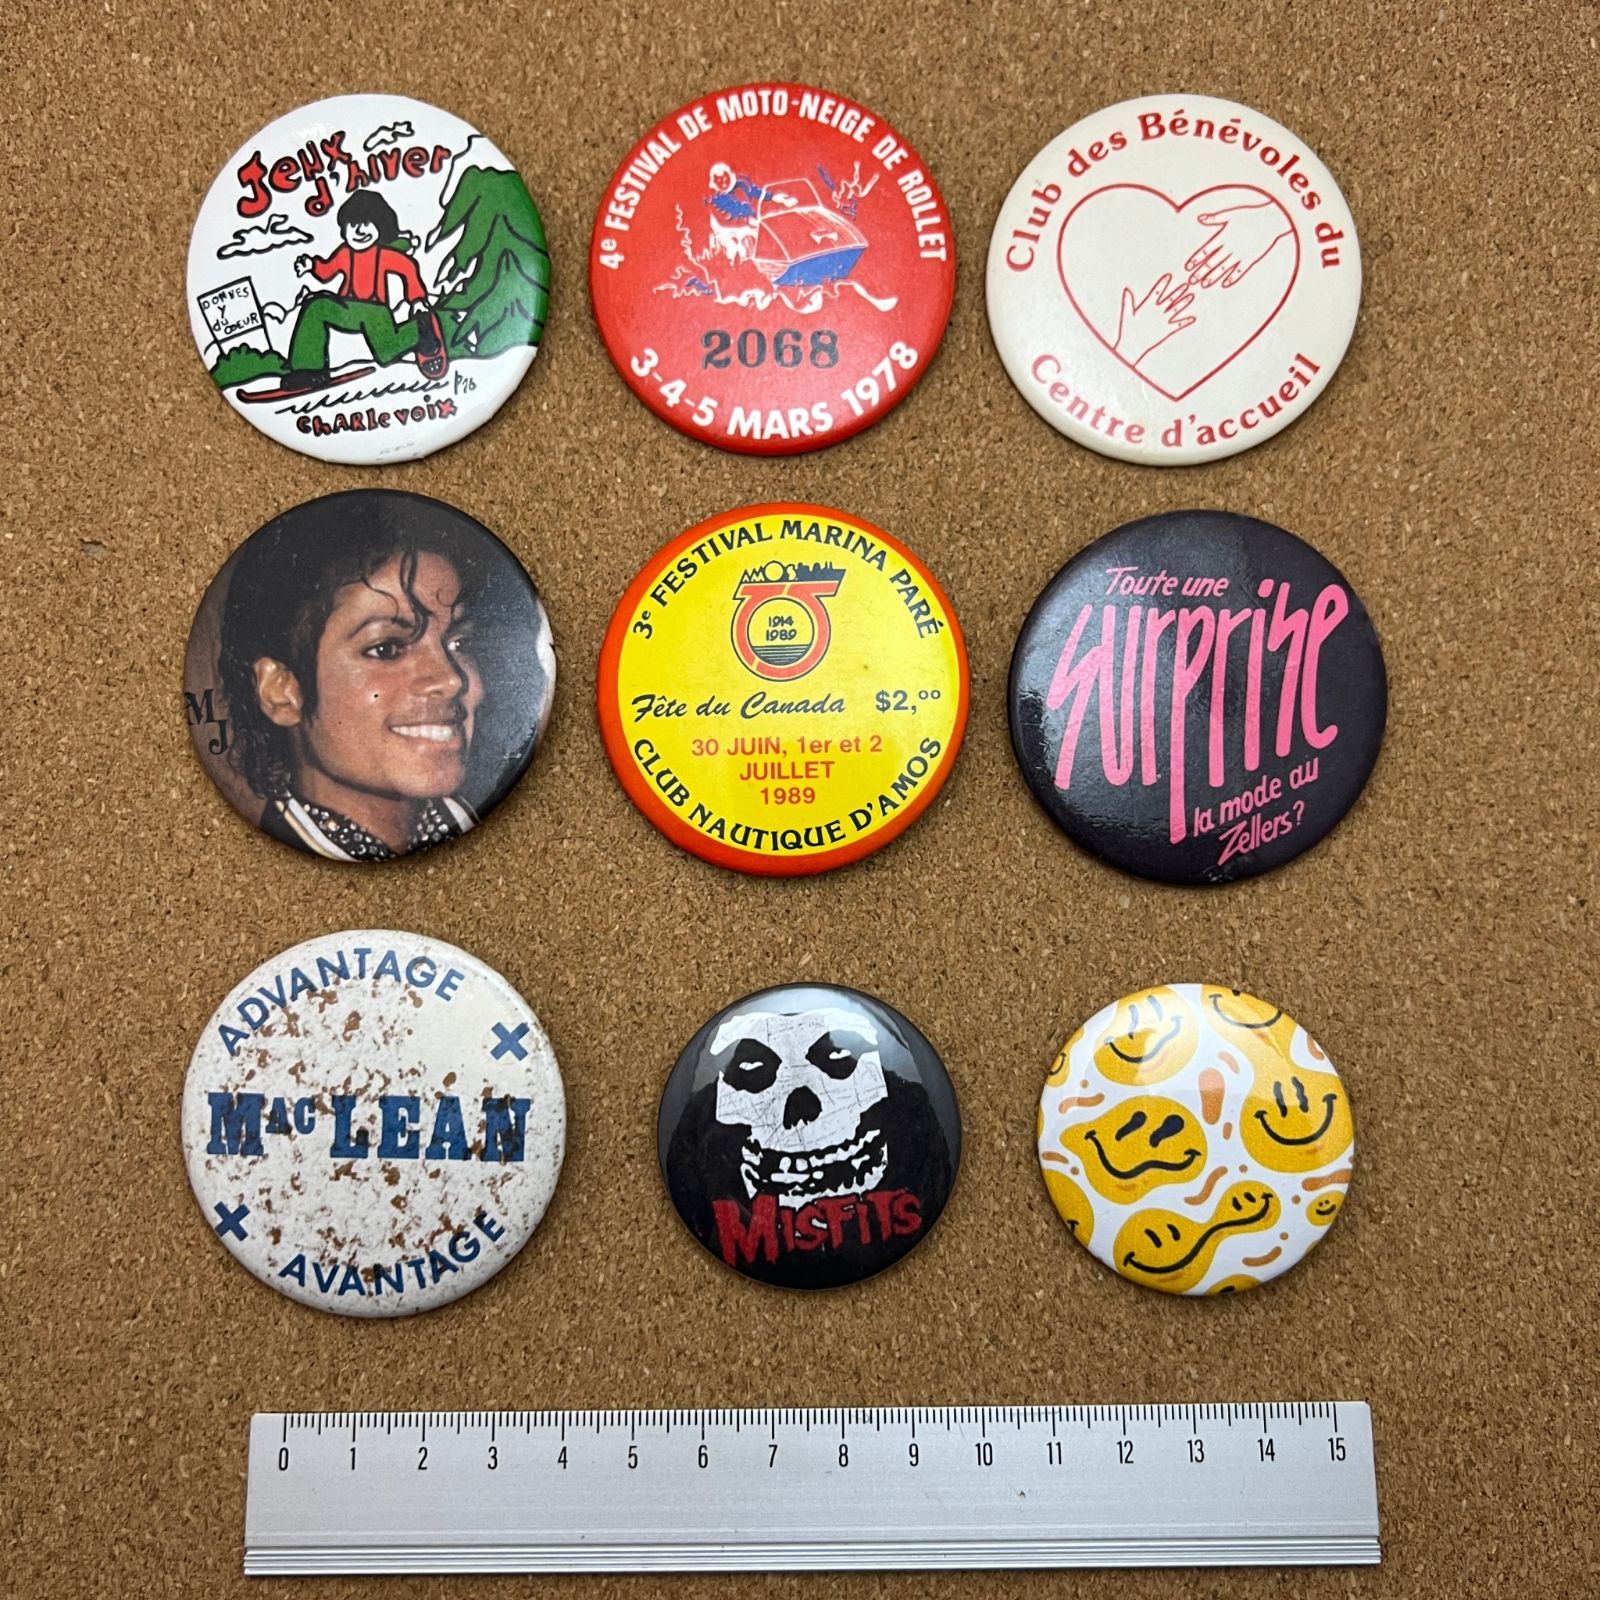 Jeux
d'hiver
DONNES
Y
du
COEUR
CHARLEVOIX
4e FESTIVAL DE MOTO-NEIGE DE ROLLET
2068
3-4-5 MARS 1978
Club des Bénévoles du
Centre d'accueil
MJ
3e FESTIVAL MARINA PARÉ
AMOS
1914
1989
Fête du Canada $2,00
30 JUIN, 1er et 2
JUILLET
1989
CLUB NAUTIQUE D'AMOS
Toute une
surprise
la mode au
Zellers?
ADVANTAGE
MACLEAN
AVANTAGE
MISFITS
0 1 2 3 4 5 6 7 8 9 10 11 12 13 14 15